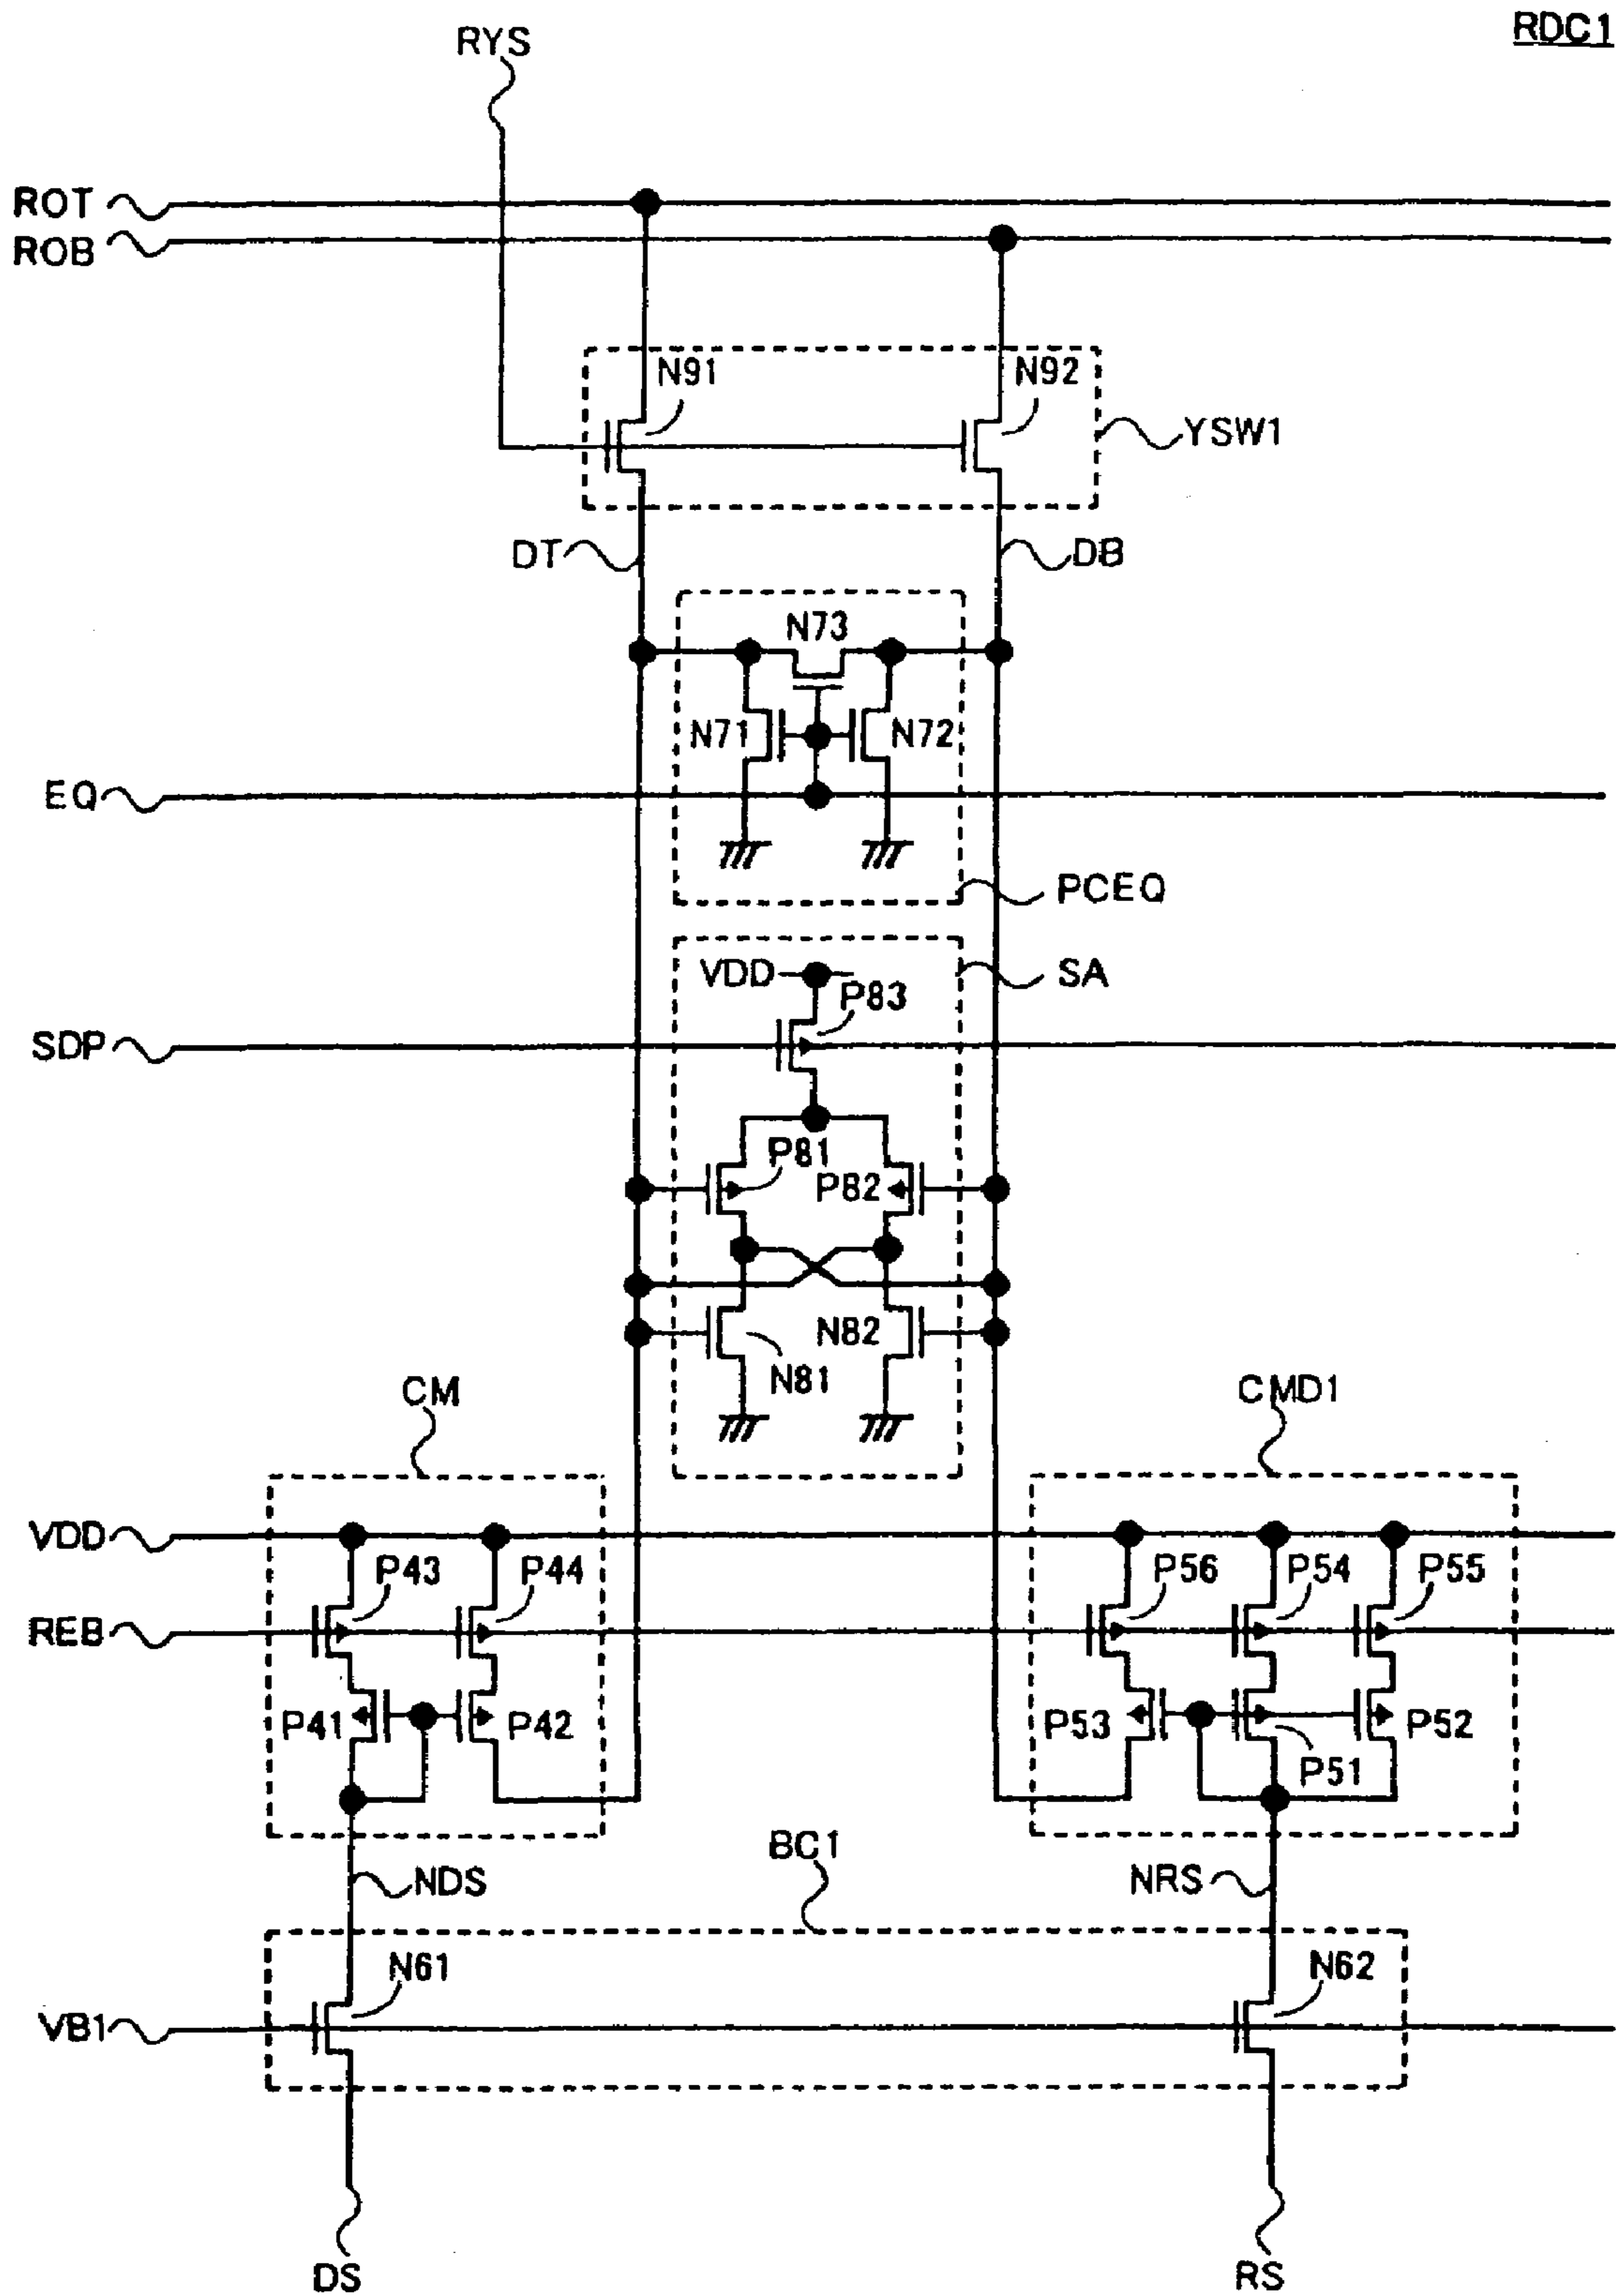 RDC1
RYS
ROT
ROB
N91
N92
YSW1
DT
DB
N73
N71
N72
EQ
PCEQ
VDD
SA
P83
SDP
P81
P82
N82
N81
CM
CMD1
VDD
P43
P44
P56
P54
P55
REB
P41
P42
P53
P52
P51
BC1
NDS
NRS
N61
N62
VB1
DS
RS